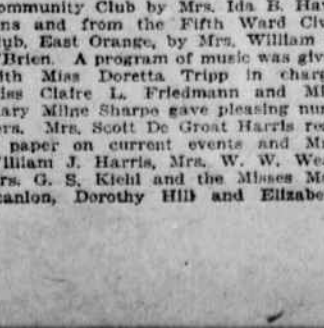 ommunity Club by Mrs. Ida B. Ha
ns and from the Fifth Ward Ci
ub, East Orange, by Mrs. William
'Brien. A program of music was giv
ith Miss Doretta Tripp in charg
iss Claire L. Friedmann and Mi
ary Milne Sharpe gave pleasing num
ers. Mrs. Scott De Groat Harris re
paper on current events and M
illiam J. Harris, Mrs. W. W. We
rs. G. S. Kiehl and the Misses M
canlon, Dorothy Hill and Elizabe